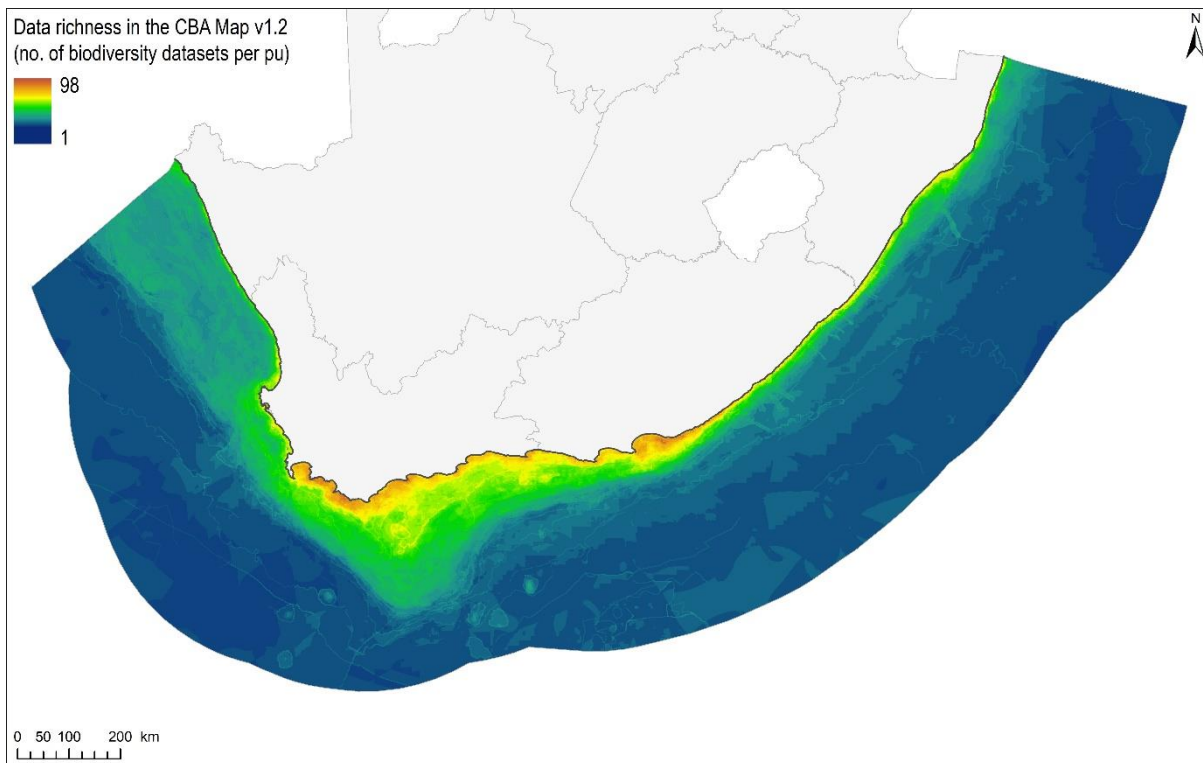 Data richness in the CBA Map v1.2
(no. of biodiversity datasets per pu)
98
1
N
0 50 100 200 km